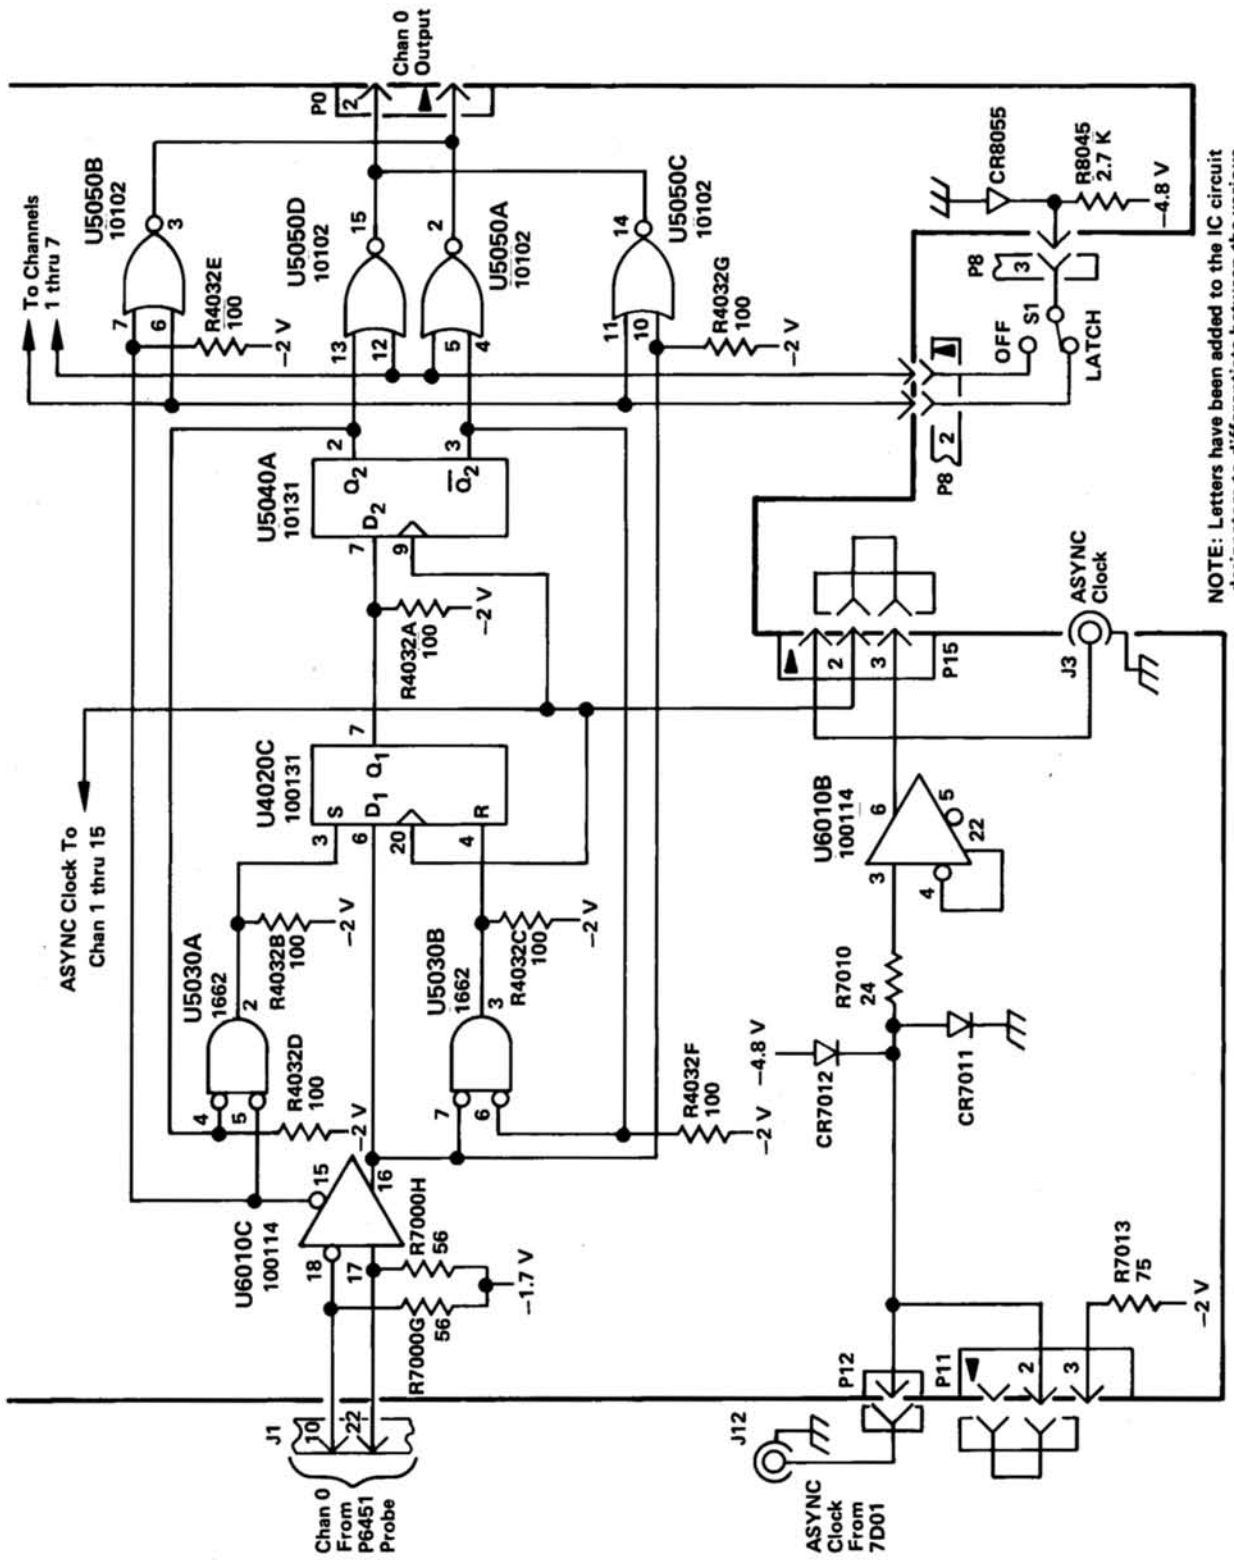 To Channels
1 thru 7
U5050B
10102
7
6
3
R4032E
100
–2 V
P0
2
Chan 0
Output
U5050D
10102
13
12
15
U5050A
10102
5
4
2
U5050C
10102
11
10
14
R4032G
100
–2 V
ASYNC Clock To
Chan 1 thru 15
U5040A
10131
Q2
D2
Q2
2
3
7
9
R4032A
100
–2 V
U4020C
100131
S
D1
Q1
R
3
6
20
4
7
U5030A
1662
4
5
2
R4032B
100
–2 V
R4032D
100
–2 V
U5030B
1662
7
6
3
R4032C
100
–2 V
R4032F
100
–2 V
U6010C
100114
15
16
18
17
R7000H
56
R7000G
56
–1.7 V
J1
10
22
Chan 0
From
P6451
Probe
CR8055
R8045
2.7 K
–4.8 V
P8
3
OFF
S1
LATCH
P8
2
ASYNC
Clock
J3
2
3
P15
U6010B
100114
3
4
6
5
22
R7010
24
–4.8 V
CR7012
CR7011
R7013
75
–2 V
P12
P11
2
3
J12
ASYNC
Clock
From
7D01
NOTE: Letters have been added to the IC circuit